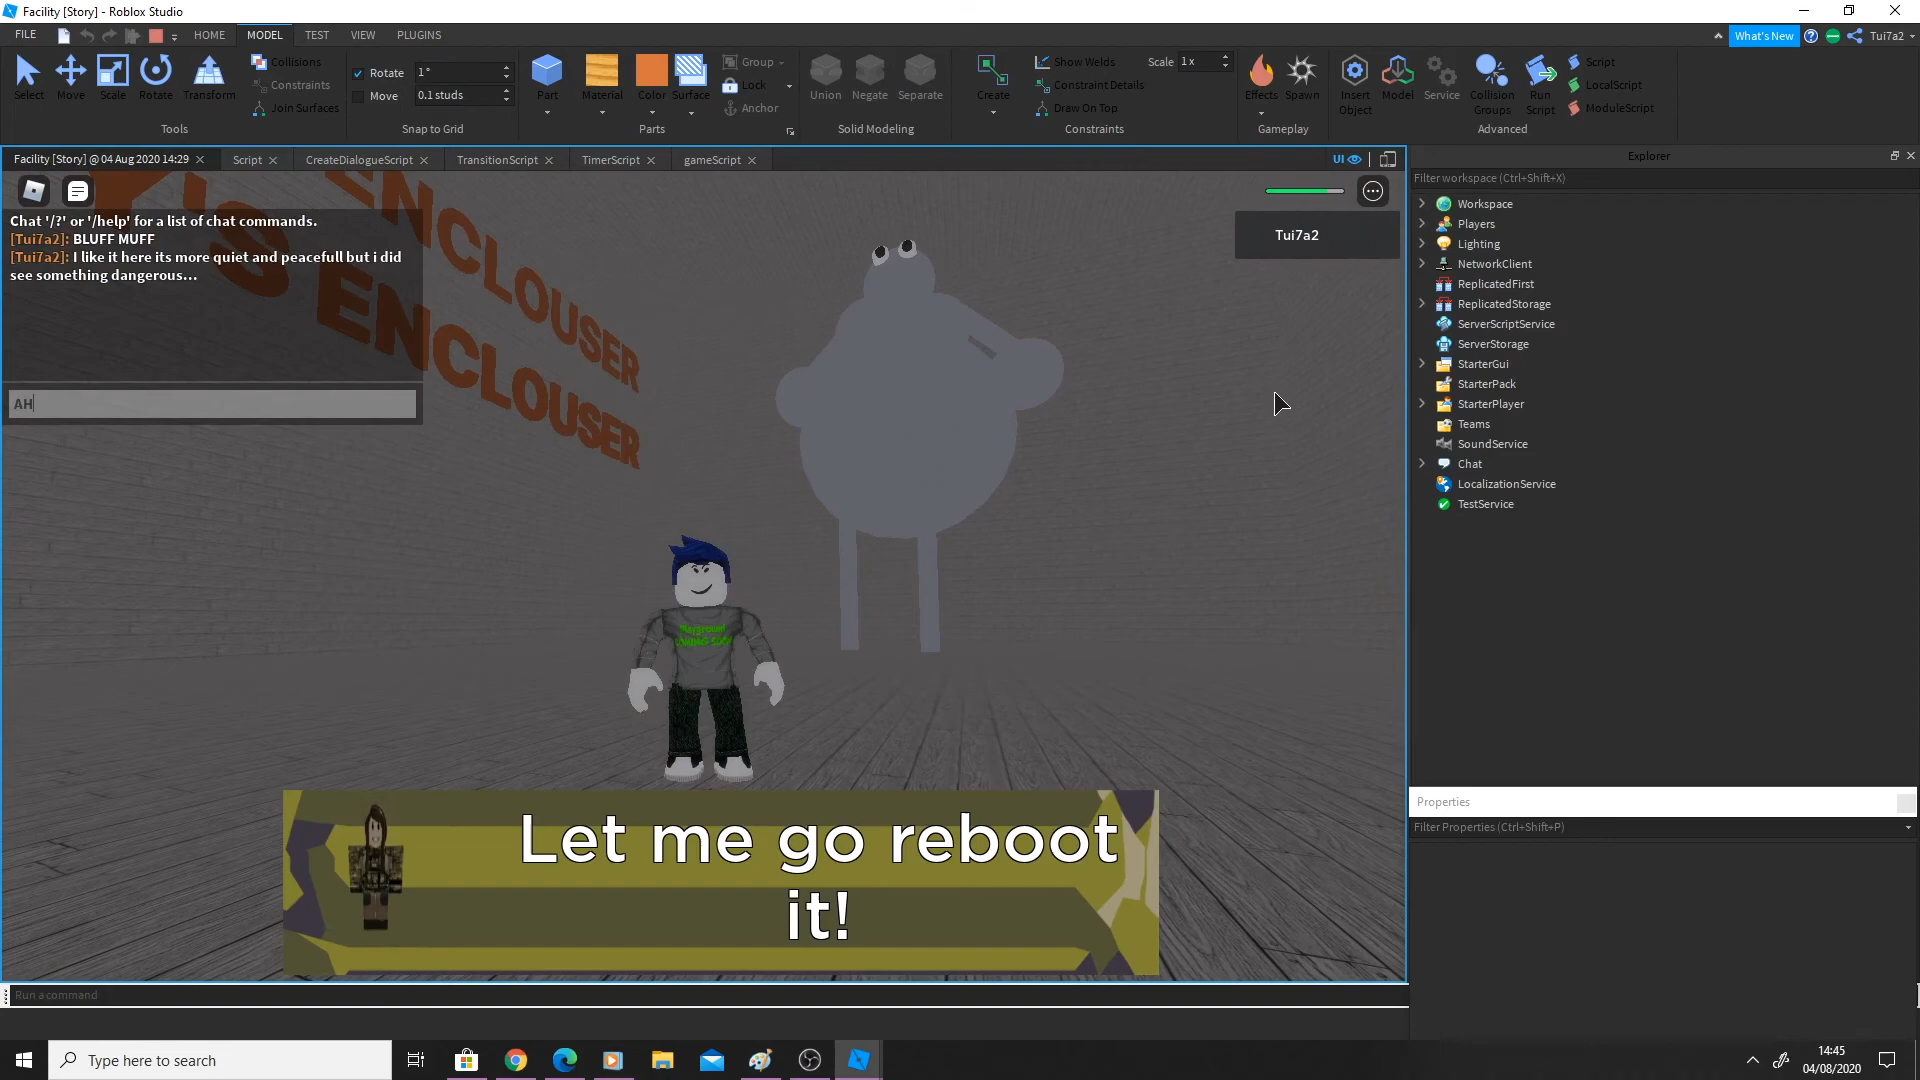 Facility [Story] - Roblox Studio
FILE HOME MODEL TEST VIEW PLUGINS What's New Tui7a2
Select Move Scale Rotate Transform
Collisions
Constraints
Join Surfaces
Tools
Rotate 1 °
Move 0.1 studs
Snap to Grid
Part Material Color Surface
Group
Lock
Anchor
Parts
Union Negate Separate
Solid Modeling
Create
Show Welds Scale 1 x
Constraint Details
Draw On Top
Constraints
Effects Spawn
Gameplay
Insert Object Model Service Collision Groups Run Script
Script
LocalScript
ModuleScript
Advanced
Facility [Story] @ 04 Aug 2020 14:29 Script CreateDialogueScript TransitionScript TimerScript gameScript UI
Explorer
Filter workspace (Ctrl+Shift+X)
Workspace
Players
Lighting
NetworkClient
ReplicatedFirst
ReplicatedStorage
ServerScriptService
ServerStorage
StarterGui
StarterPack
StarterPlayer
Teams
SoundService
Chat
LocalizationService
TestService
Properties
Filter Properties (Ctrl+Shift+P)
Chat '/?' or '/help' for a list of chat commands.
[Tui7a2]: BLUFF MUFF
[Tui7a2]: I like it here its more quiet and peacefull but i did
see something dangerous...
AH
'S ENCLOUSER
ENCLOUSER
Tui7a2
Let me go reboot
it!
Run a command
Type here to search
14:45
04/08/2020